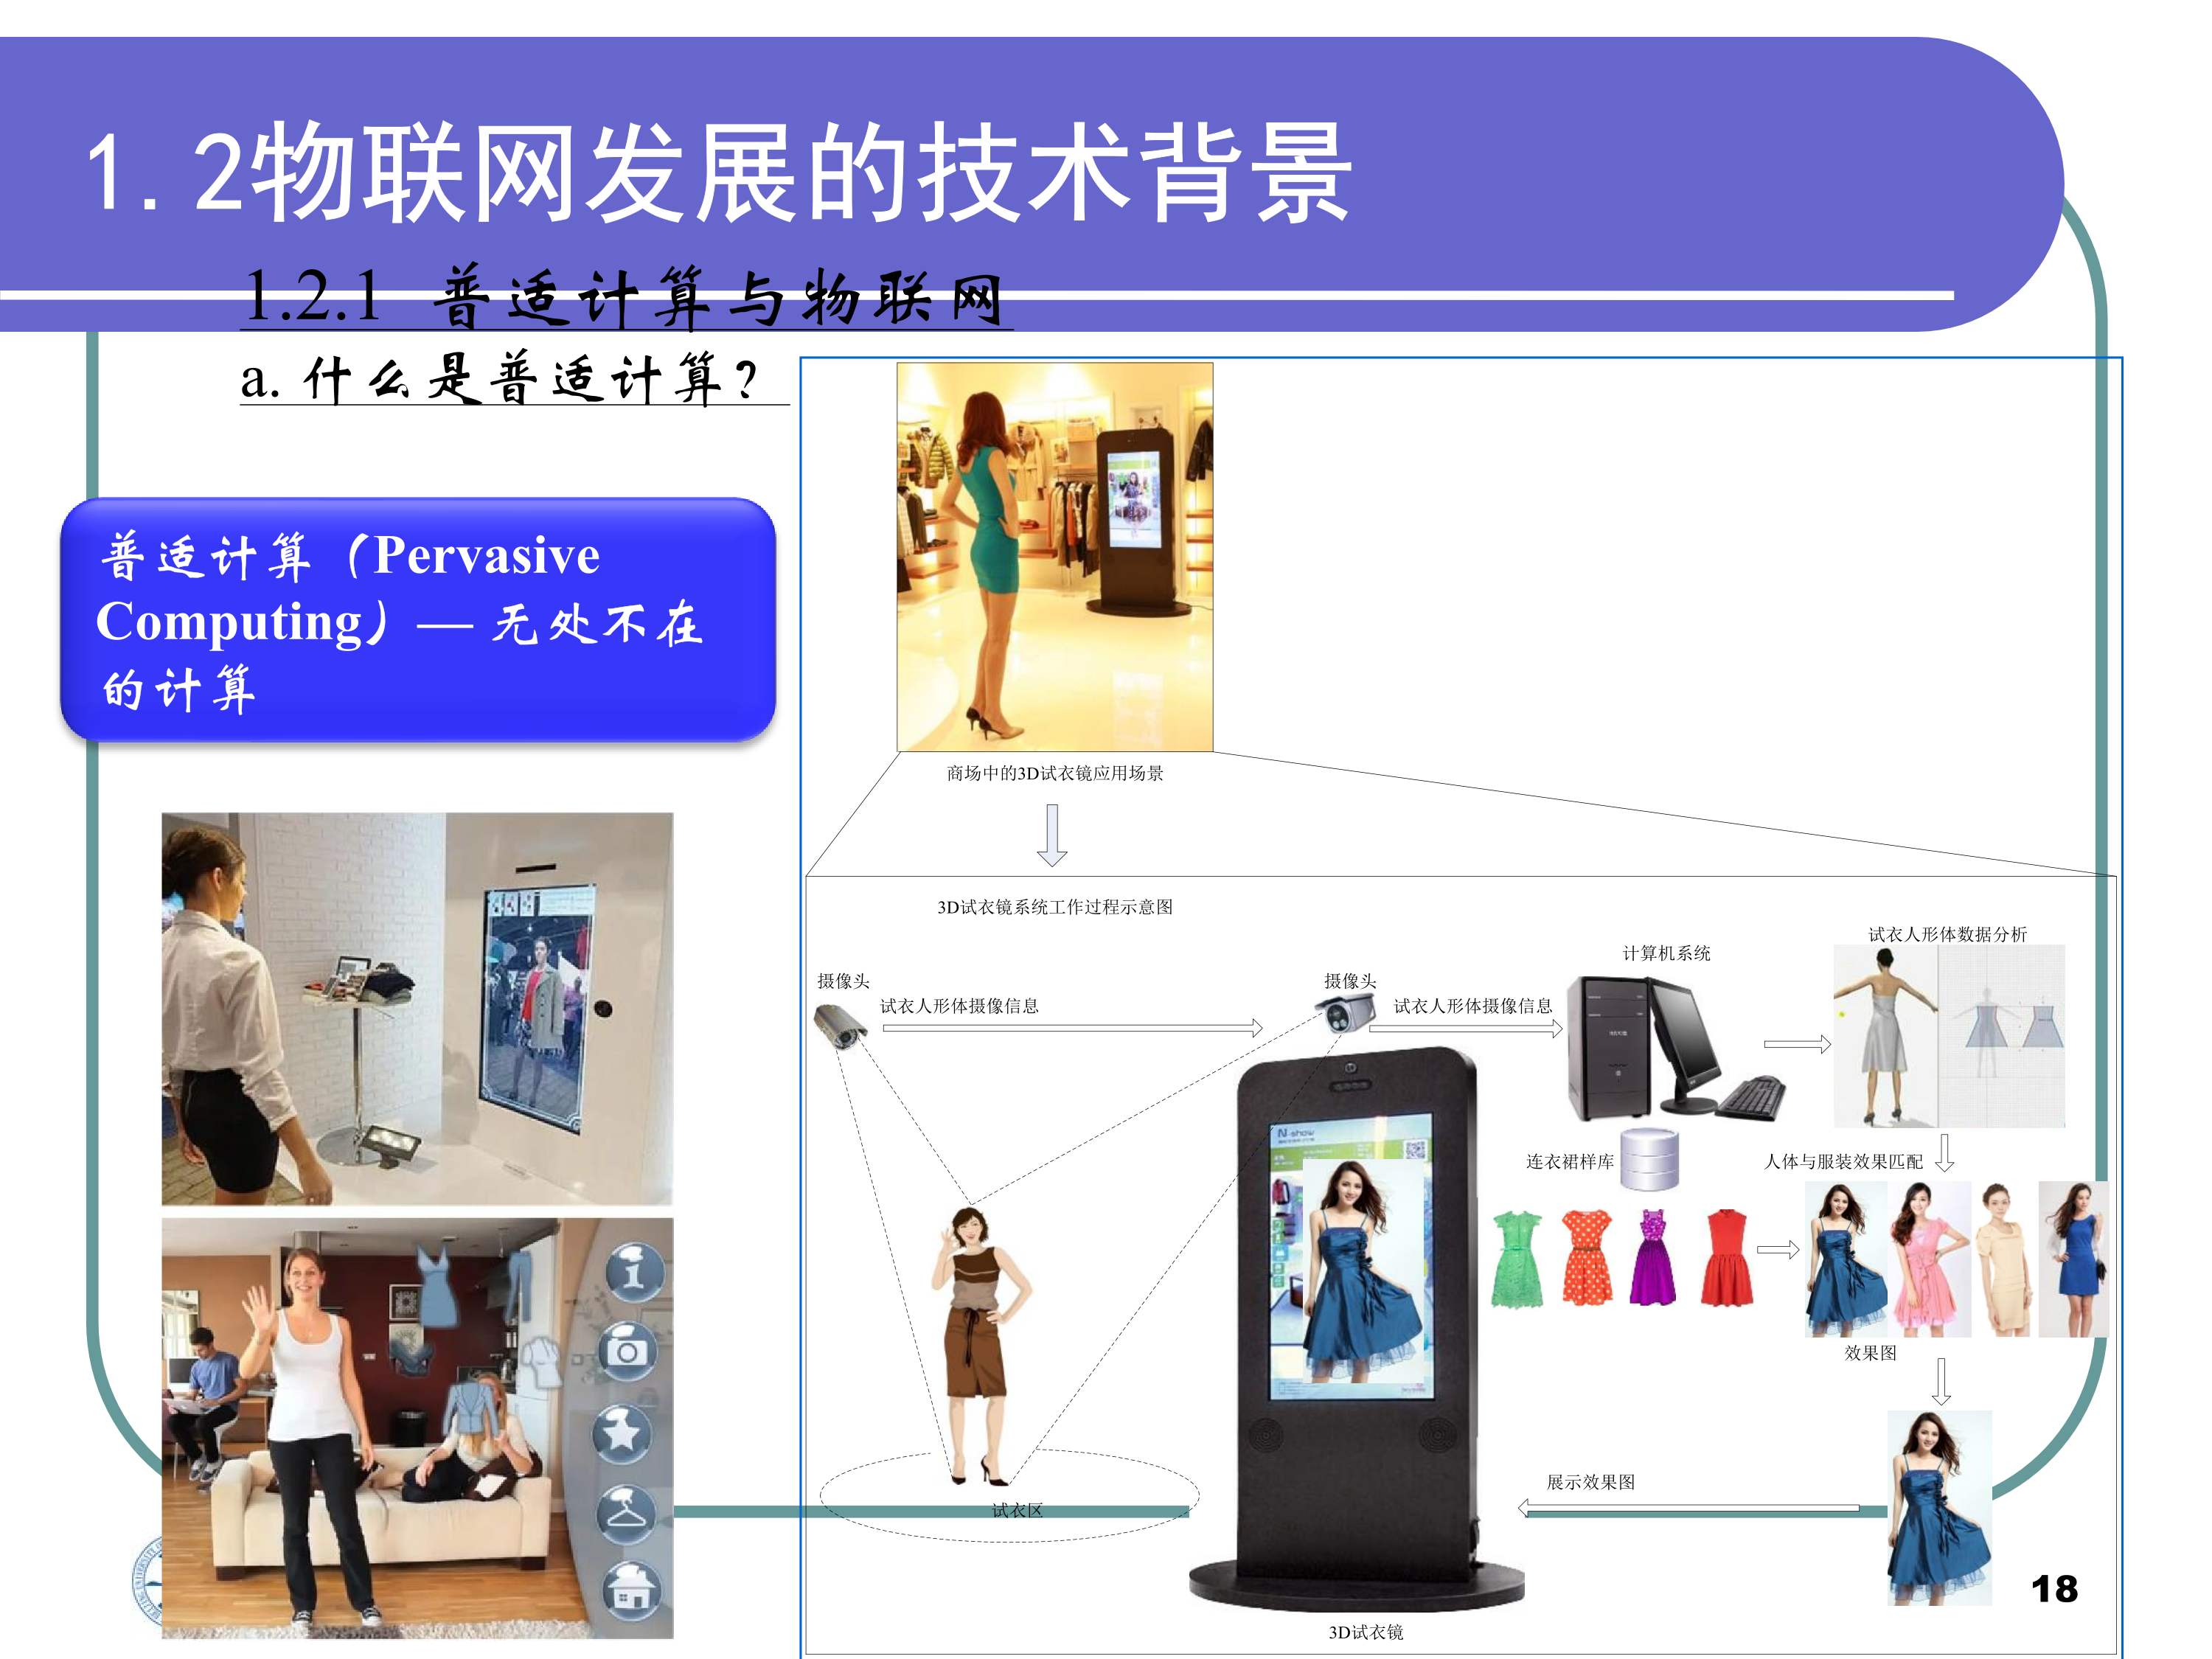 1.2物联网发展的技术背景
1.2.1 普适计算与物联网
a. 什么是普适计算？
普适计算（Pervasive
Computing）— 无处不在
的计算
商场中的3D试衣镜应用场景
3D试衣镜系统工作过程示意图
摄像头
试衣人形体摄像信息
摄像头
试衣人形体摄像信息
计算机系统
试衣人形体数据分析
连衣裙样库
人体与服装效果匹配
N-show
效果图
展示效果图
试衣区
3D试衣镜
18